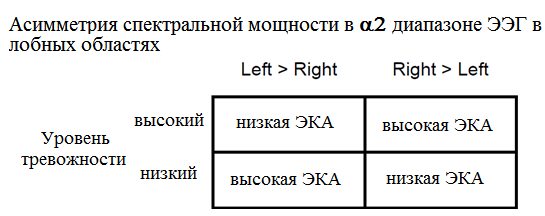 Асимметрия спектральной мощности в α2 диапазоне ЭЭГ в
лобных областях
Left > Right Right > Left
Уровень тревожности
высокий низкая ЭКА высокая ЭКА
низкий высокая ЭКА низкая ЭКА